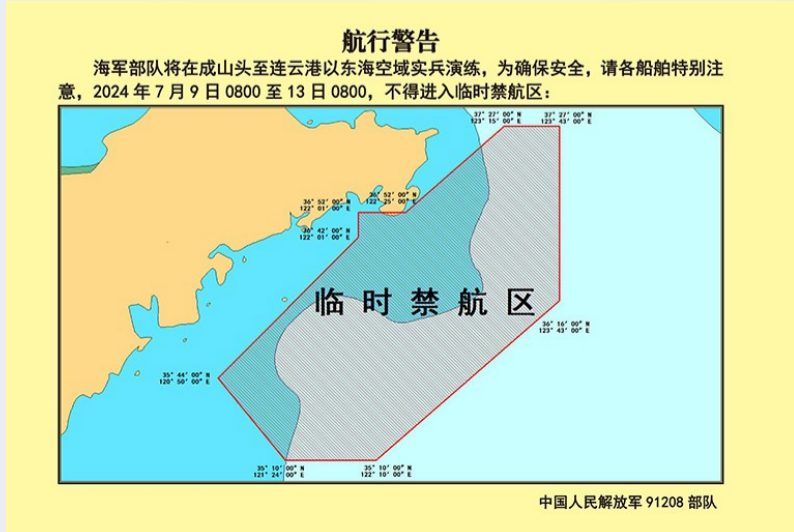 航行警告
海军部队将在成山头至连云港以东海空域实兵演练，为确保安全，请各船舶特别注
意，2024 年 7 月 9 日 0800 至 13 日 0800，不得进入临时禁航区：
37° 27′ 00″ N
123° 15′ 00″ E
37° 27′ 00″ N
123° 43′ 00″ E
36° 52′ 00″ N
122° 01′ 00″ E
36° 52′ 00″ N
122° 25′ 00″ E
36° 42′ 00″ N
122° 01′ 00″ E
临时禁航区
36° 16′ 00″ N
123° 43′ 00″ E
35° 44′ 00″ N
120° 50′ 00″ E
35° 10′ 00″ N
121° 24′ 00″ E
35° 10′ 00″ N
122° 10′ 00″ E
中国人民解放军 91208 部队